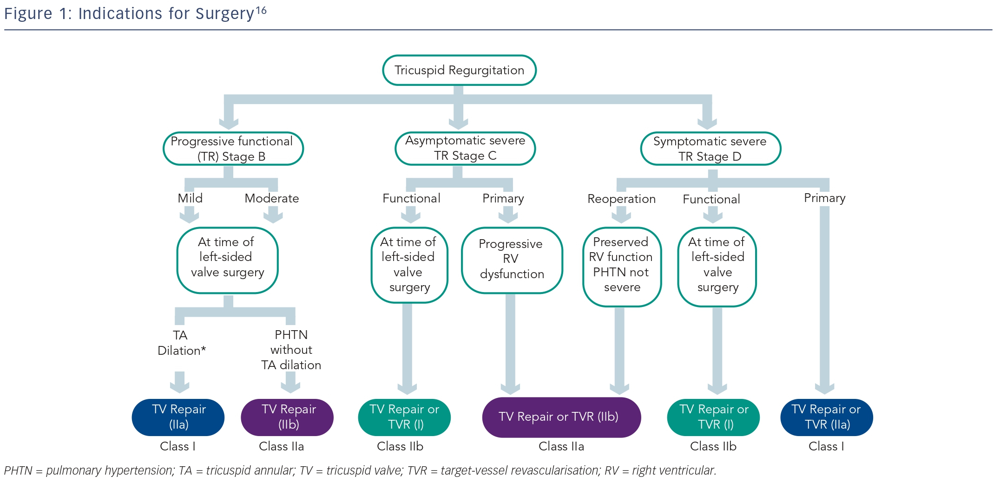 Figure 1: Indications for Surgery16
Tricuspid Regurgitation
Progressive functional
(TR) Stage B
Asymptomatic severe
TR Stage C
Symptomatic severe
TR Stage D
Mild
Moderate
Functional
Primary
Reoperation
Functional
Primary
At time of
left-sided
valve surgery
At time of
left-sided
valve
surgery
Progressive
RV
dysfunction
Preserved
RV function
PHTN not
severe
At time of
left-sided
valve
surgery
TA
Dilation*
PHTN
without
TA dilation
TV Repair
(IIa)
TV Repair
(IIb)
TV Repair or
TVR (I)
TV Repair or TVR (IIb)
TV Repair or
TVR (I)
TV Repair or
TVR (IIa)
Class I
Class IIa
Class IIb
Class IIa
Class IIb
Class I
PHTN = pulmonary hypertension; TA = tricuspid annular; TV = tricuspid valve; TVR = target-vessel revascularisation; RV = right ventricular.